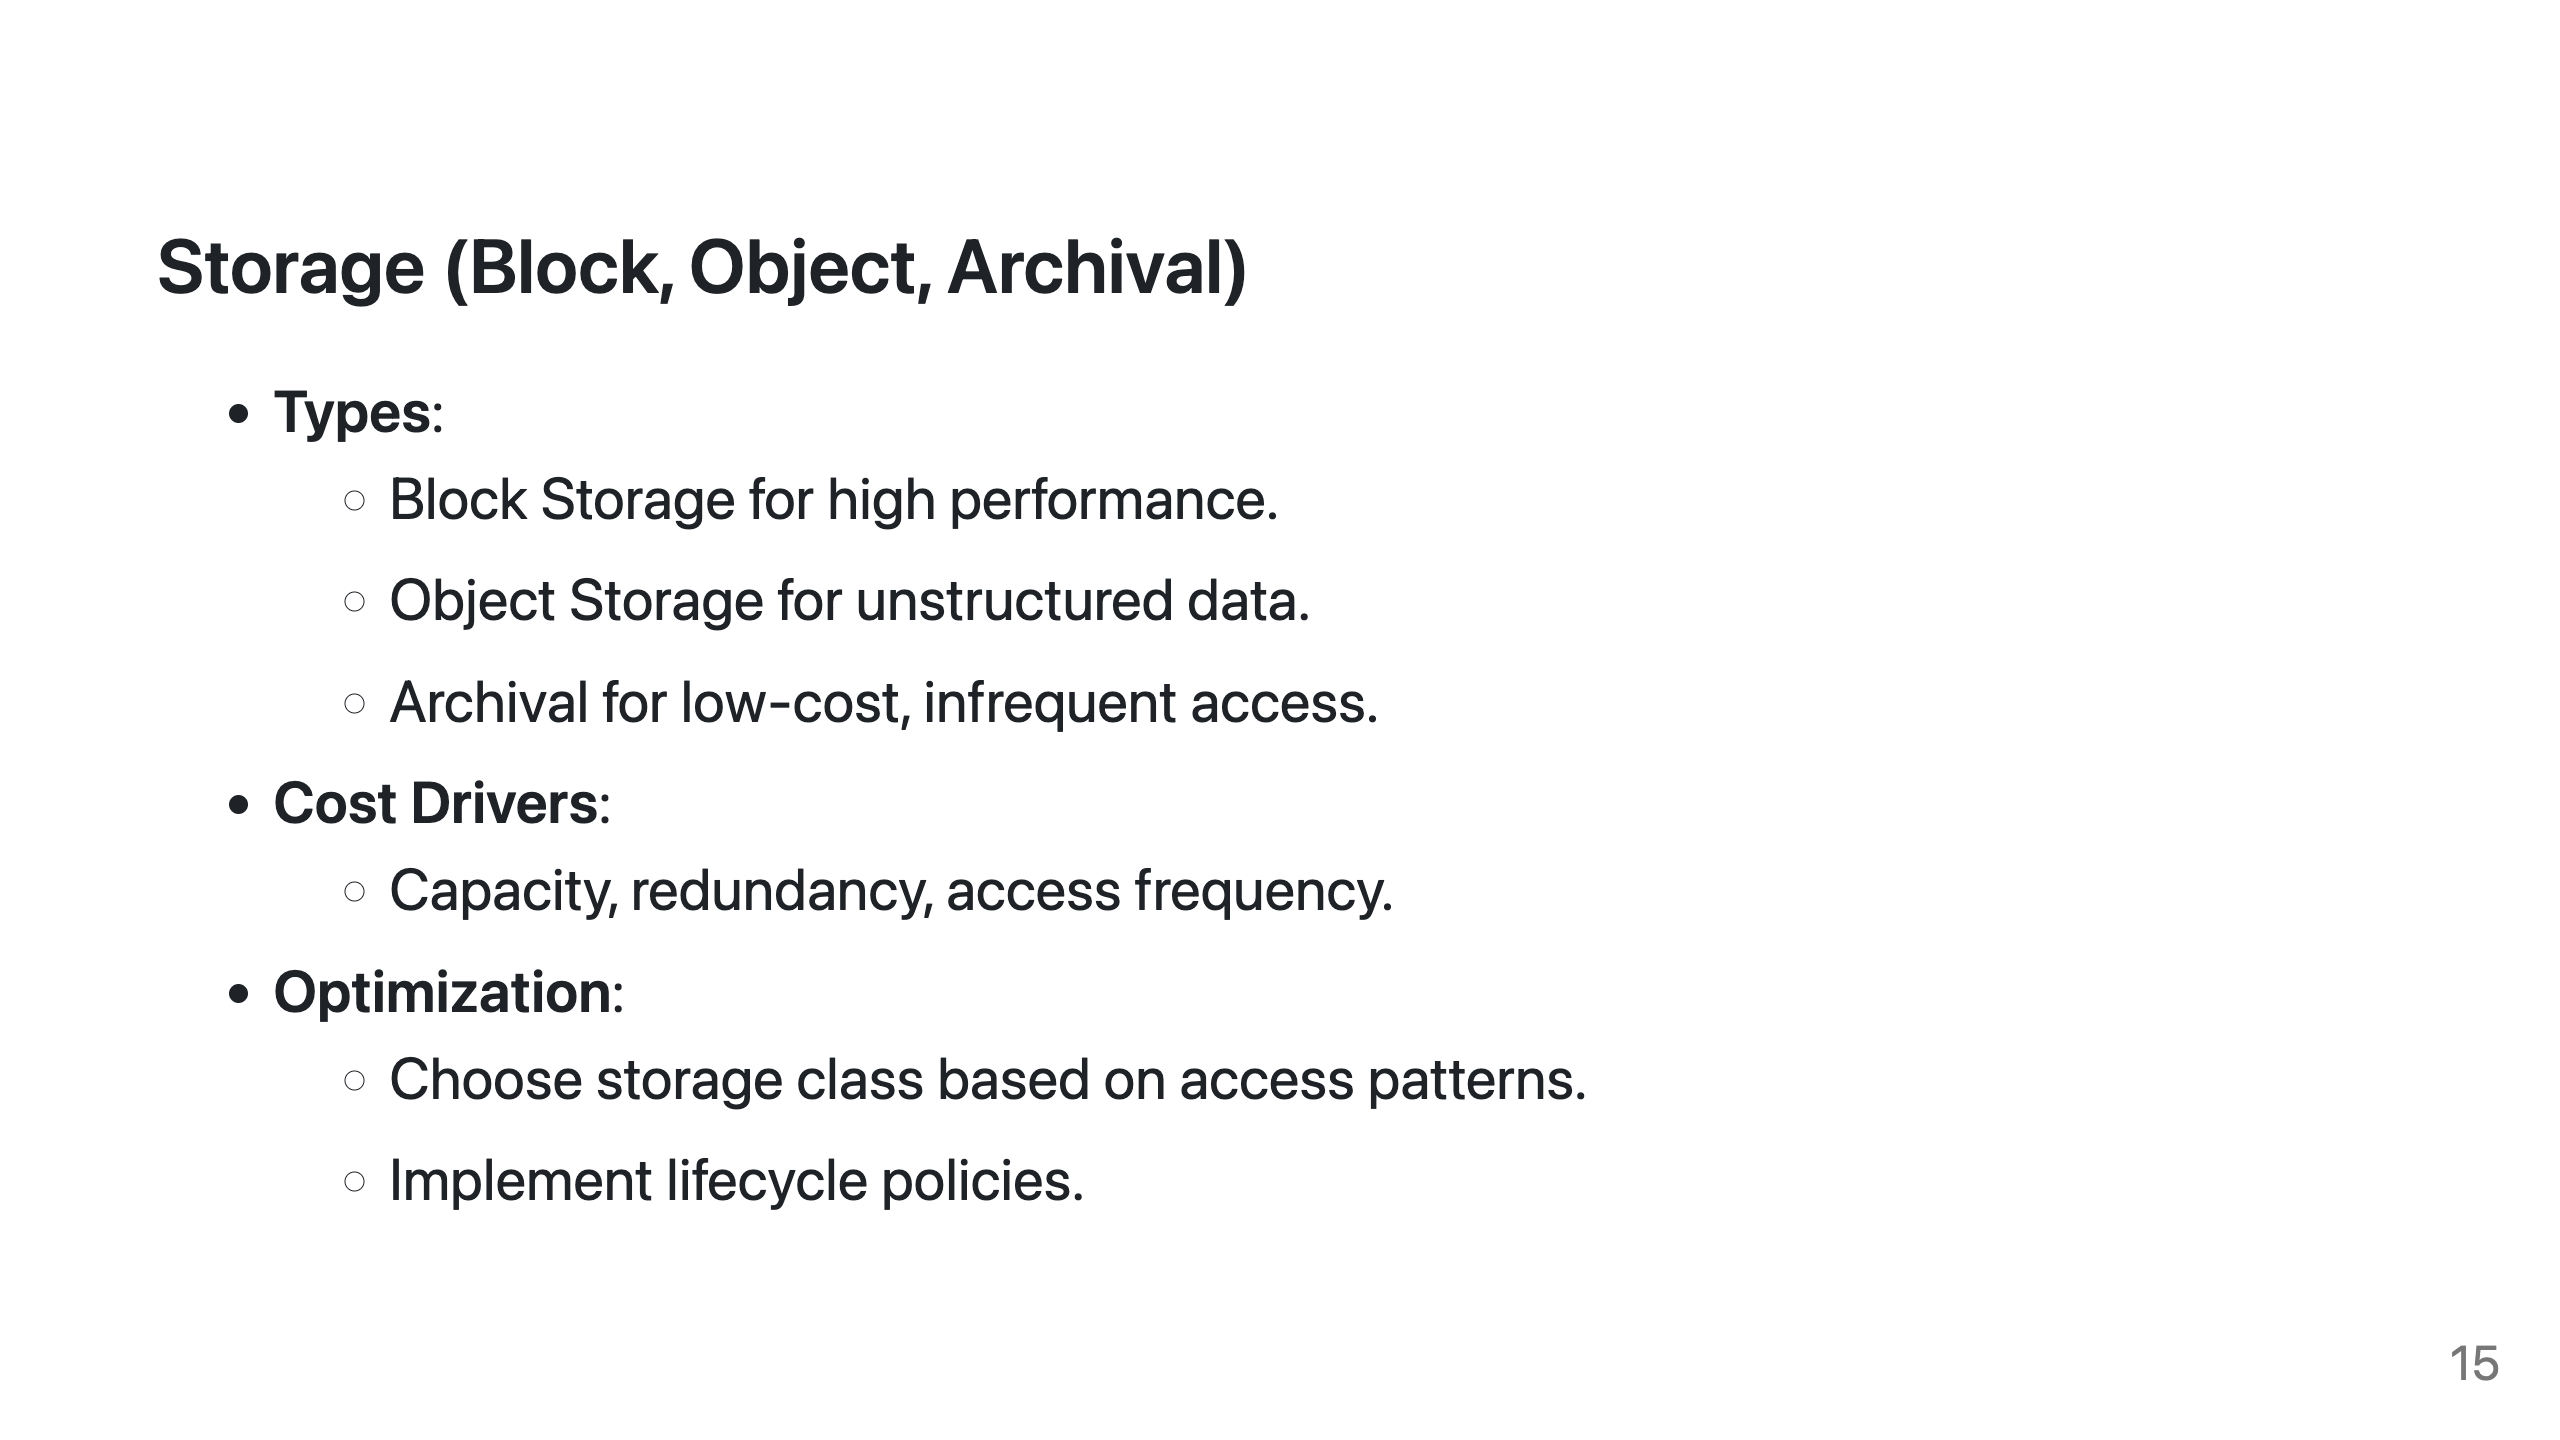 Storage (Block, Object, Archival)
• Types:
○ Block Storage for high performance.
○ Object Storage for unstructured data.
○ Archival for low-cost, infrequent access.
• Cost Drivers:
○ Capacity, redundancy, access frequency.
• Optimization:
○ Choose storage class based on access patterns.
○ Implement lifecycle policies.
15